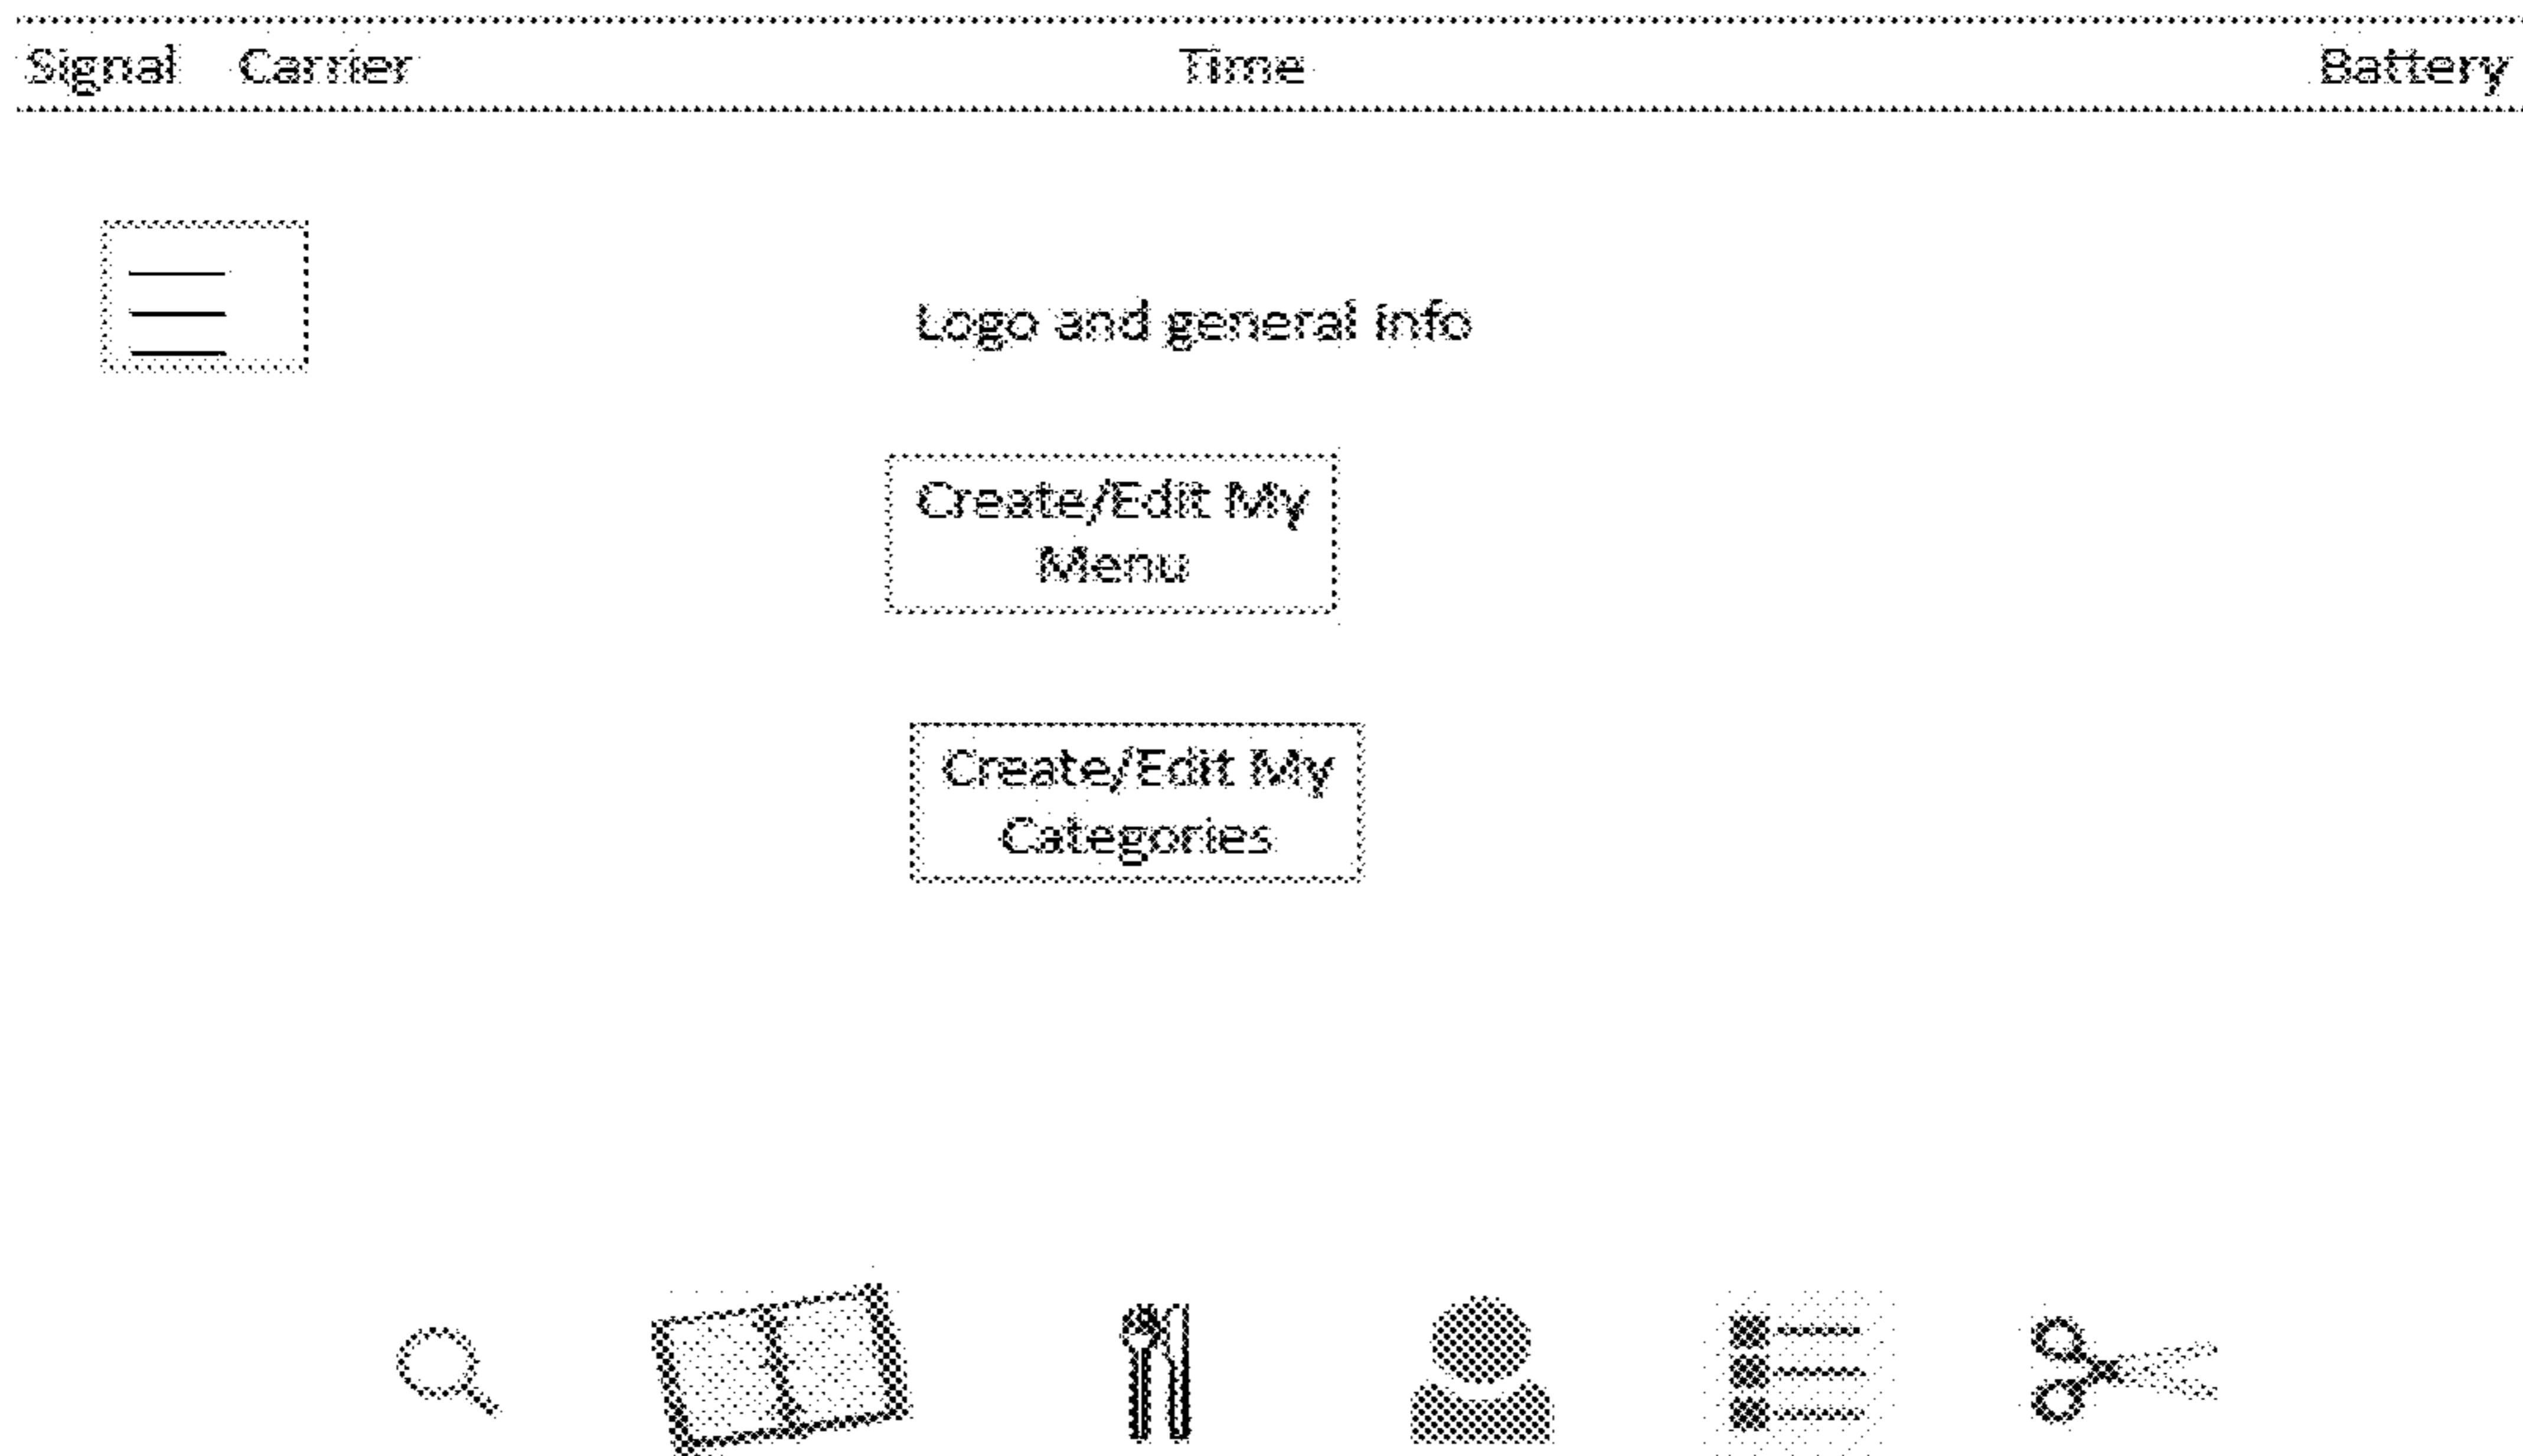 Signal Carrier Time Battery
Logo and general info
Create/Edit My
Menu
Create/Edit My
Categories